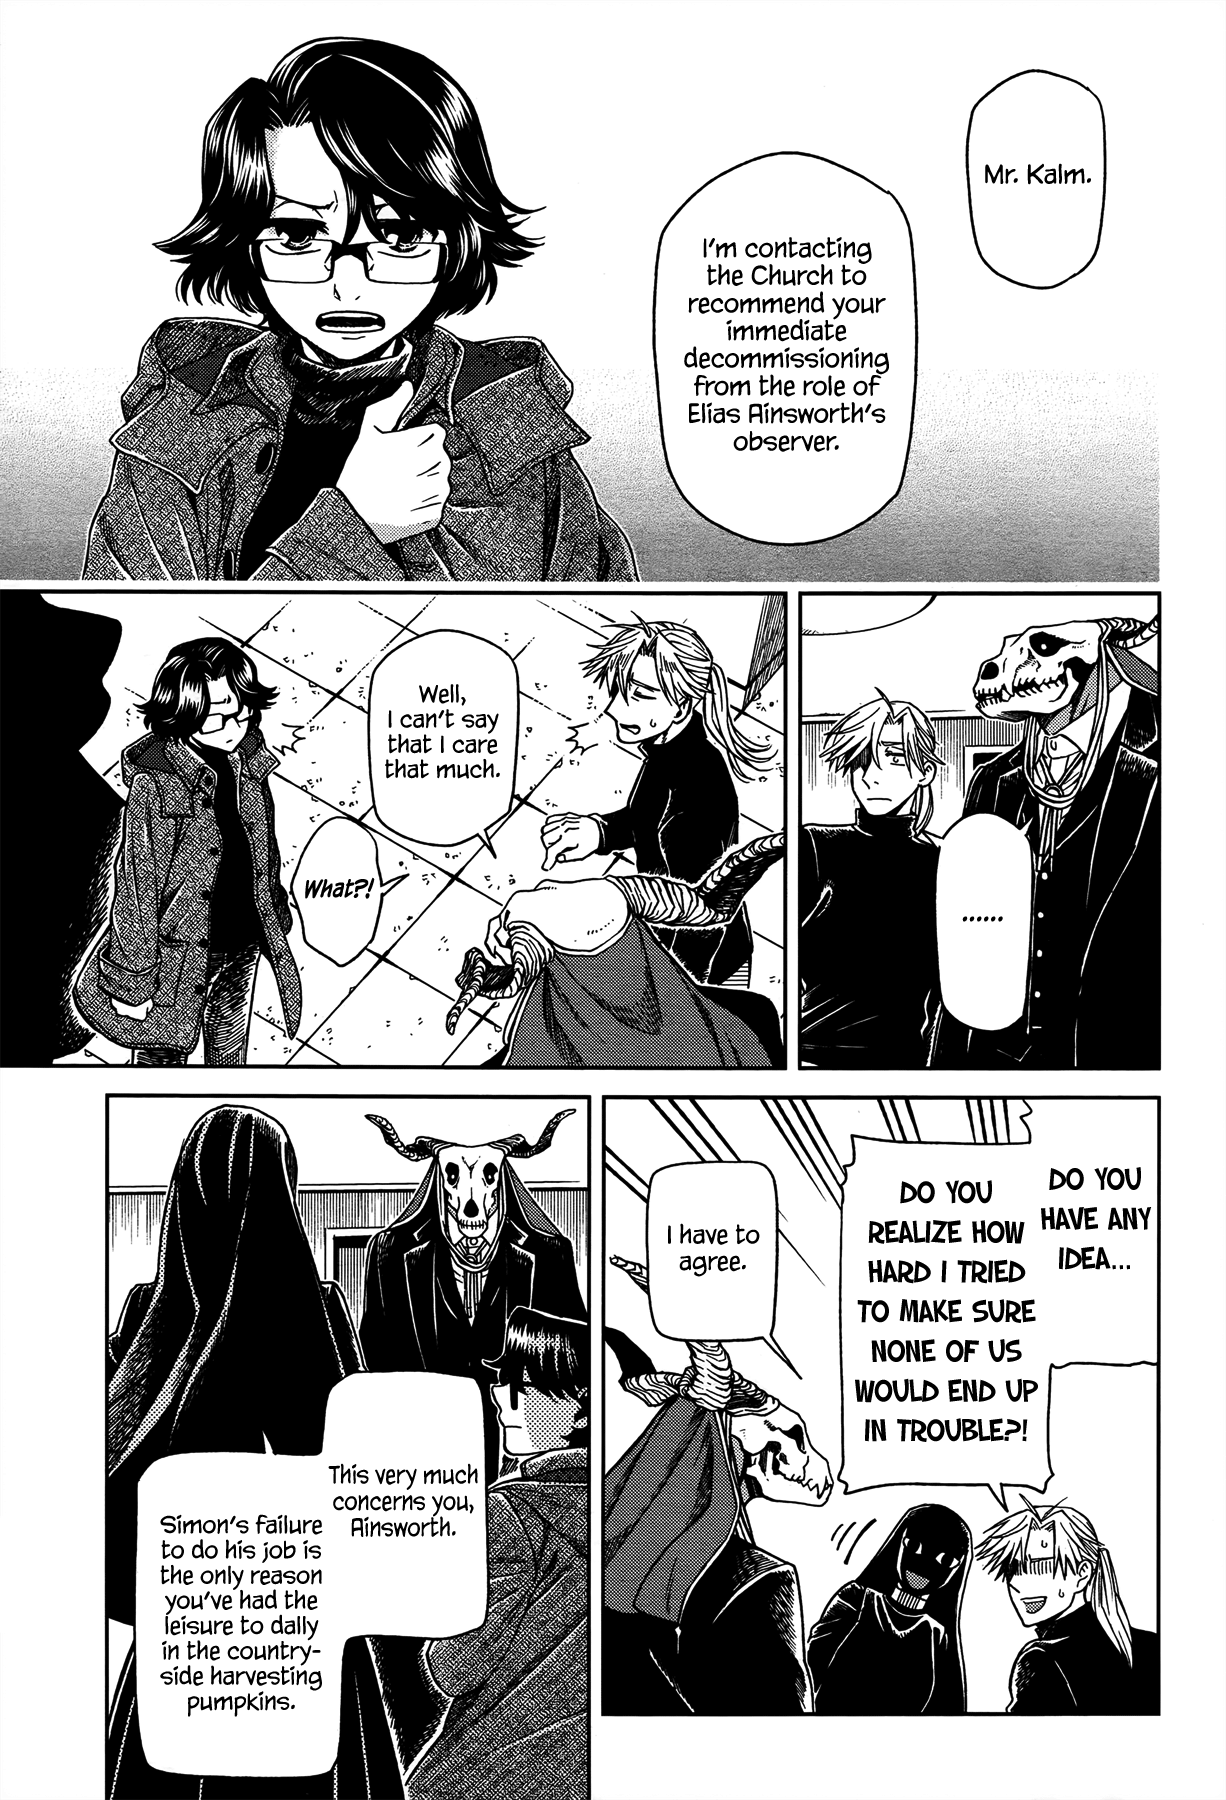 Mr. Kalm.
I'm contacting
the Church to
recommend your
immediate
decommissioning
from the role of
Elias Ainsworth's
observer.
......
Well,
I can't say
that I care
that much.
What?!
DO YOU
HAVE ANY
IDEA...
DO YOU
REALIZE HOW
HARD I TRIED
TO MAKE SURE
NONE OF US
WOULD END UP
IN TROUBLE?!
I have to
agree.
This very much
concerns you,
Ainsworth.
Simon's failure
to do his job is
the only reason
you've had the
leisure to dally
in the country-
side harvesting
pumpkins.